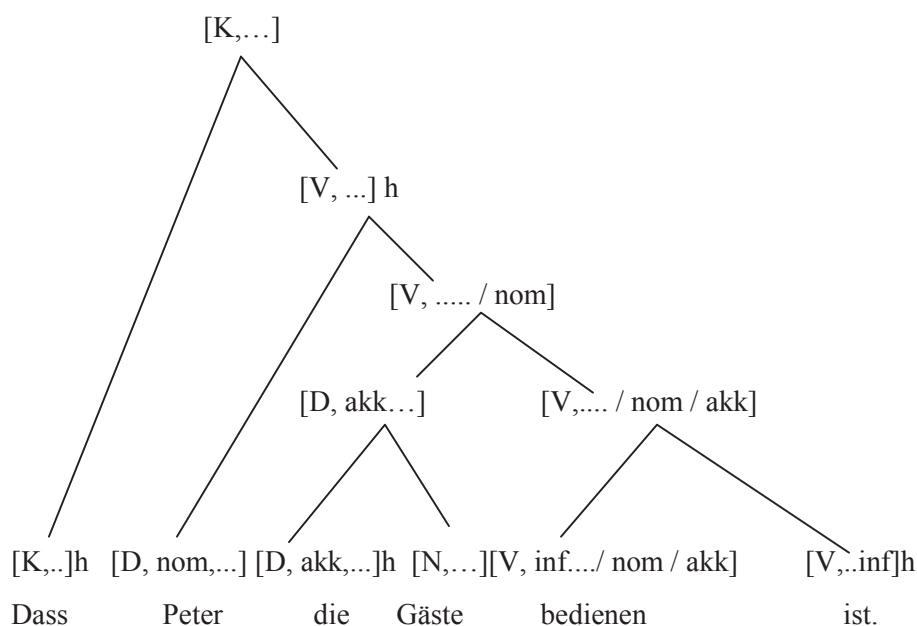 [K,…]
[V, ...] h
[V, ..... / nom]
[D, akk…] [V,.... / nom / akk]
[K,..]h [D, nom,...] [D, akk,...]h [N,…][V, inf..../ nom / akk] [V,..inf]h
Dass Peter die Gäste bedienen ist.